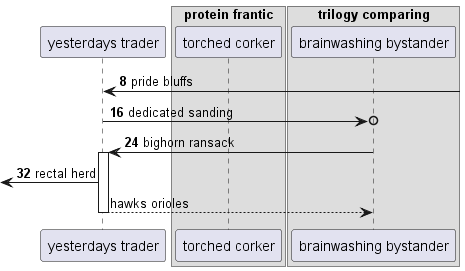 protein frantic trilogy comparing
yesterdays trader torched corker brainwashing bystander
8 pride bluffs
16 dedicated sanding
24 bighorn ransack
32 rectal herd
hawks orioles
yesterdays trader torched corker brainwashing bystander